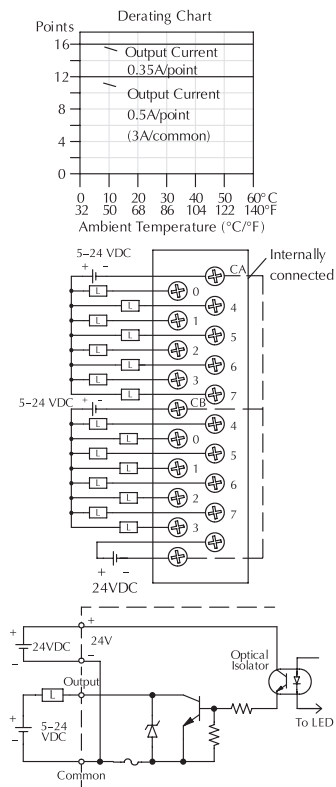 Derating Chart
Points
16
Output Current
0.35A/point
12
Output Current
8
0.5A/point
(3A/common)
4
0
0 10 20 30 40 50 60°C
32 50 68 86 104 122 140°F
Ambient Temperature (°C/°F)
5–24 VDC
Internally
connected
+ –
CA
L
0
L
4
L
1
L
5
L
2
L
6
L
3
L
7
5–24 VDC
+ –
CB
L
4
L
0
L
5
L
1
L
6
L
2
L
7
L
3
+ –
24VDC
+
+
24V
24VDC
–
–
Optical
Isolator
Output
L
To LED
+
5–24
VDC
–
Common